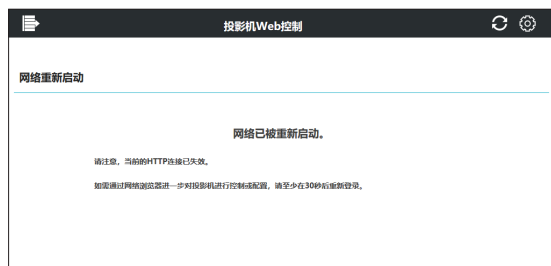 投影机Web控制
网络重新启动
网络已被重新启动。
请注意，当前的HTTP连接已失效。
如需通过网络浏览器进一步对投影机进行控制或配置，请至少在30秒后重新登录。